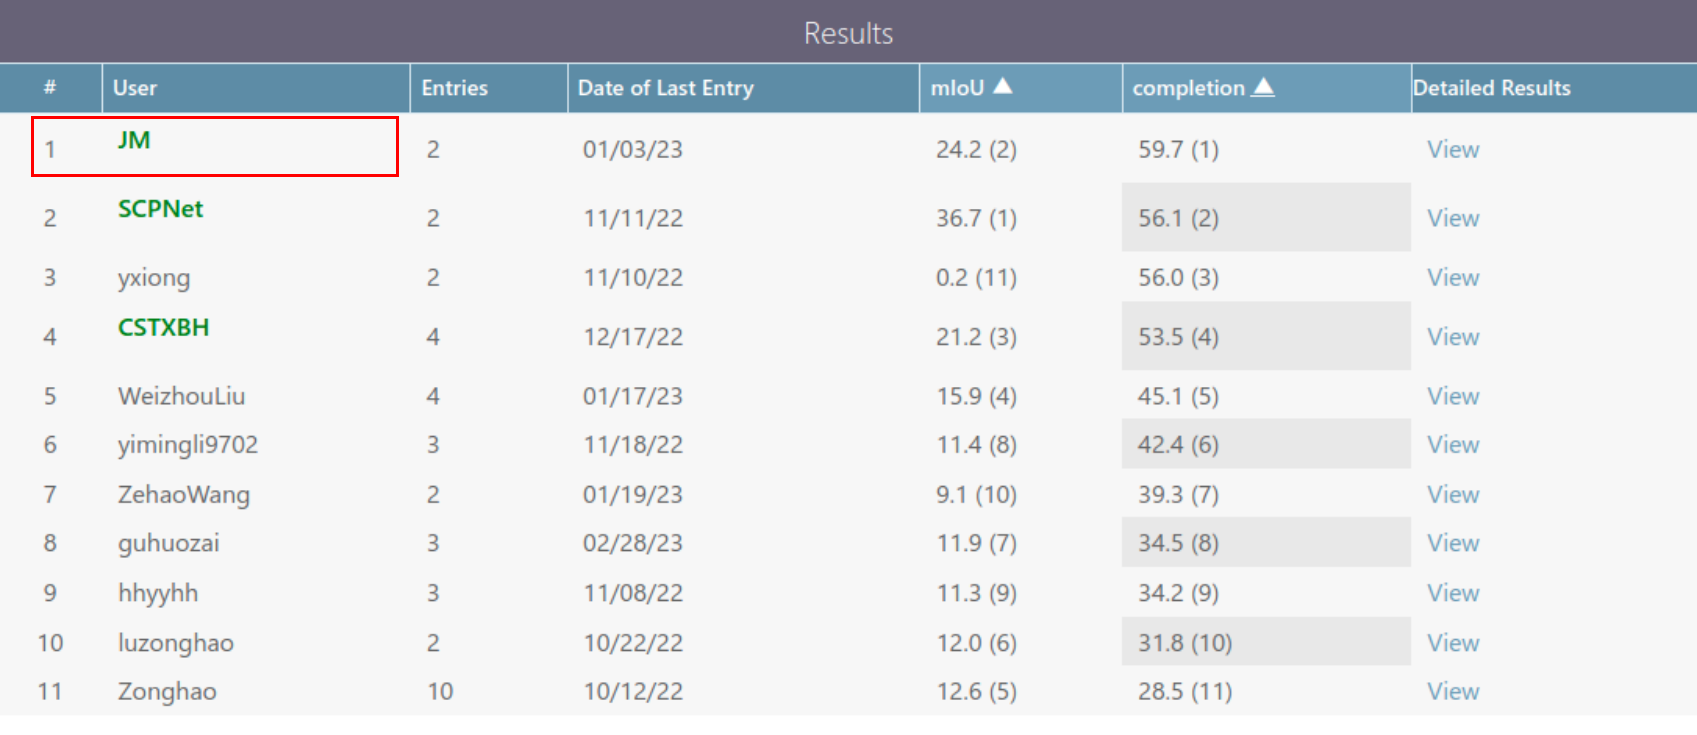 Results
# User Entries Date of Last Entry mIoU ▲ completion ▲ Detailed Results
1 JM 2 01/03/23 24.2 (2) 59.7 (1) View
2 SCPNet 2 11/11/22 36.7 (1) 56.1 (2) View
3 yxiong 2 11/10/22 0.2 (11) 56.0 (3) View
4 CSTXBH 4 12/17/22 21.2 (3) 53.5 (4) View
5 WeizhouLiu 4 01/17/23 15.9 (4) 45.1 (5) View
6 yimingli9702 3 11/18/22 11.4 (8) 42.4 (6) View
7 ZehaoWang 2 01/19/23 9.1 (10) 39.3 (7) View
8 guhuozai 3 02/28/23 11.9 (7) 34.5 (8) View
9 hhyyhh 3 11/08/22 11.3 (9) 34.2 (9) View
10 luzonghao 2 10/22/22 12.0 (6) 31.8 (10) View
11 Zonghao 10 10/12/22 12.6 (5) 28.5 (11) View